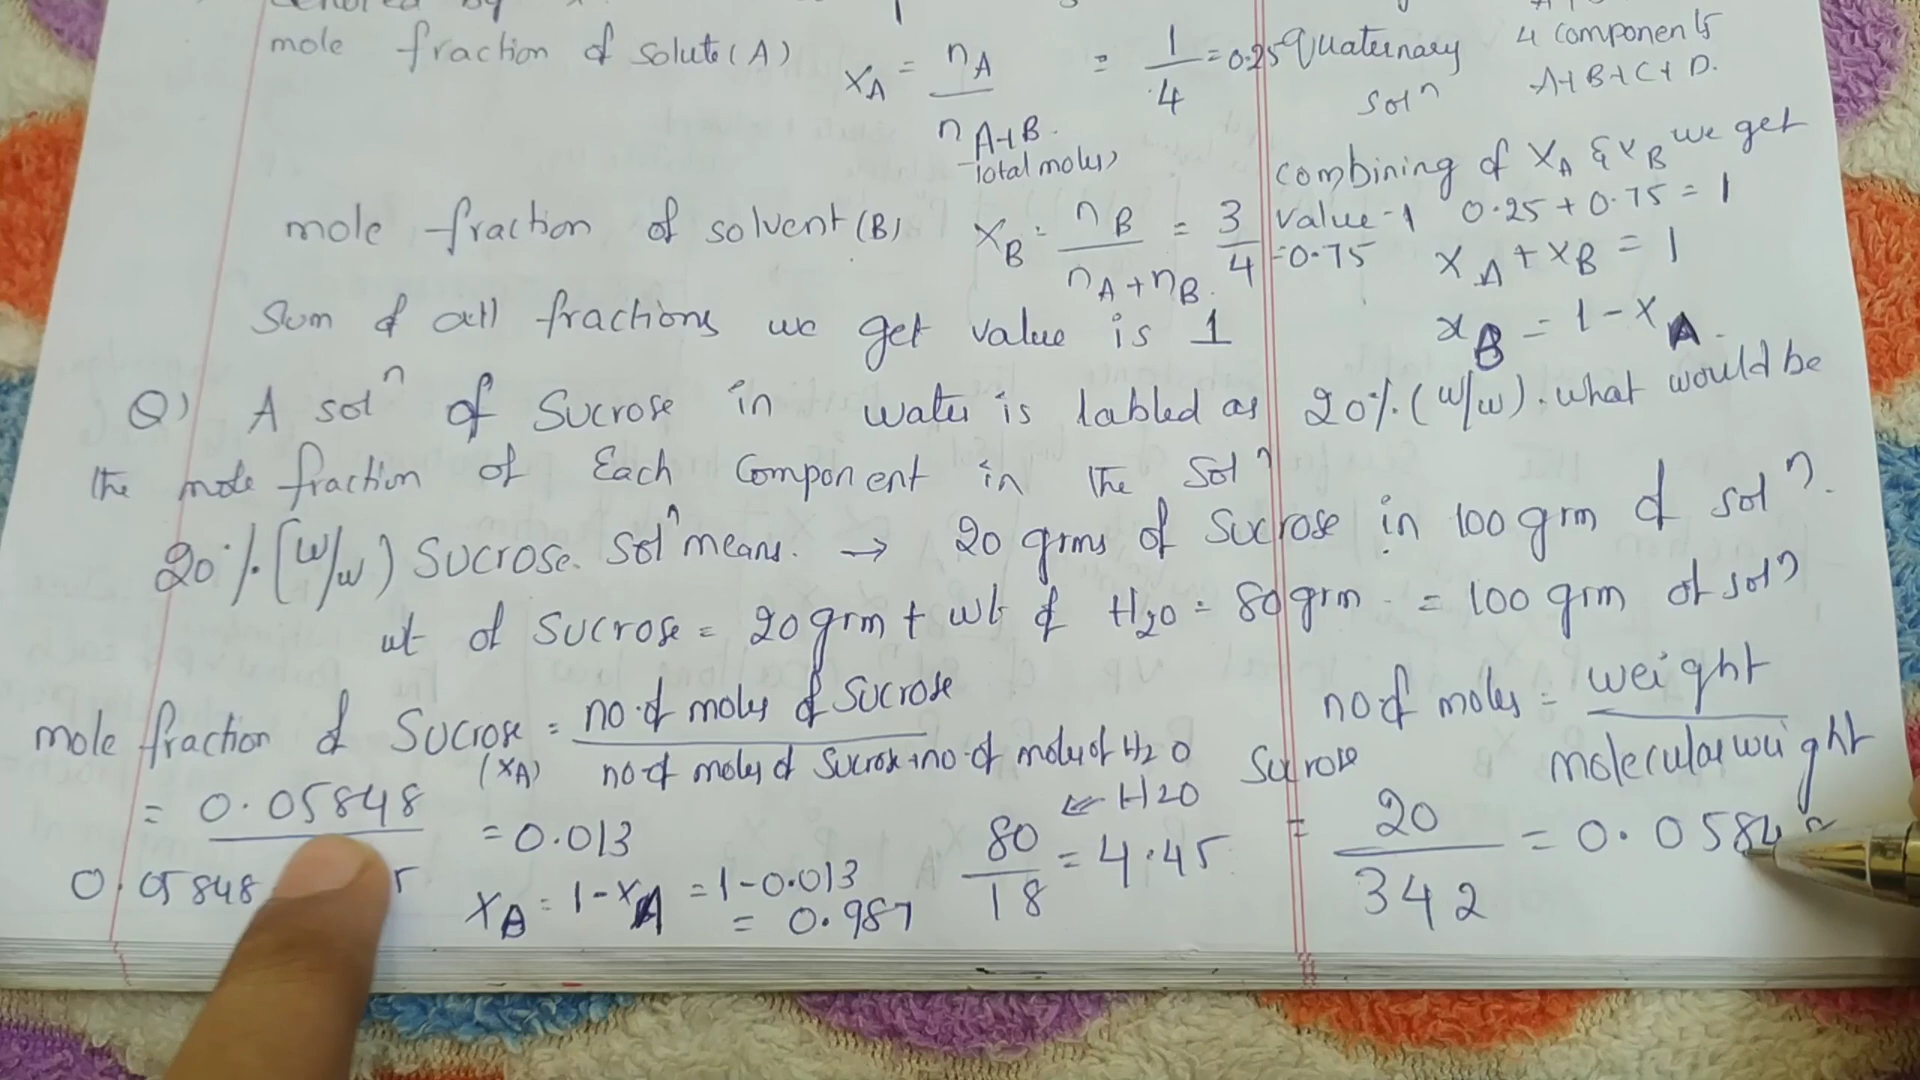 mole fraction of solute (A) xA = nA / nA+B = 1/4 = 0.25
Total moles
Quaternary 4 components
solⁿ A+B+C+D.
combining of xA & xB we get
value - 1 0.25 + 0.75 = 1
xA + xB = 1
xB = 1 - xA.
mole fraction of solvent (B) xB = nB / nA + nB. = 3/4 = 0.75
Sum of all fractions we get value is 1
Q) A solⁿ of Sucrose in water is labled as 20%. (w/w). what would be
the mole fraction of Each Component in the Solⁿ
20%. (w/w) Sucrose. solⁿ means. → 20 grms of Sucrose in 100 grm of solⁿ.
wt of Sucrose = 20 grm + wt of H2O = 80 grm = 100 grm of solⁿ
mole fraction of Sucrose (xA) = no. of moles of Sucrose / no of moles of Sucrose + no. of moles of H2O
= 0.05848 / 0.05848 = 0.013
xB = 1 - xA = 1 - 0.013
= 0.987
← H2O
80/18 = 4.45
no of moles = weight / molecular weight
Sucrose
= 20/342 = 0.0584